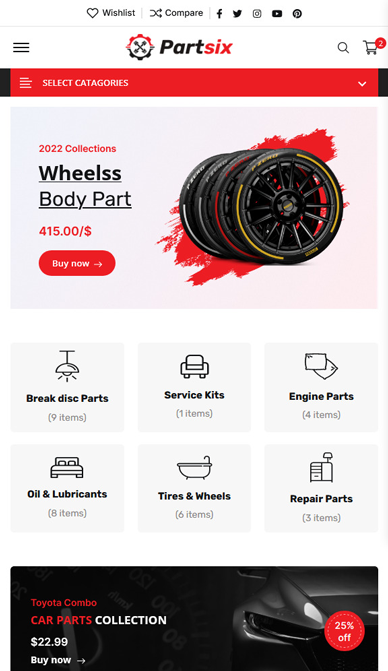 Wishlist Compare
Partsix
2
SELECT CATAGORIES
2022 Collections
Wheelss
Body Part
415.00/$
Buy now →
Break disc Parts
(9 items)
Service Kits
(1 items)
Engine Parts
(4 items)
Oil & Lubricants
(8 items)
Tires & Wheels
(6 items)
Repair Parts
(3 items)
Toyota Combo
CAR PARTS COLLECTION
$22.99
Buy now →
25%
off